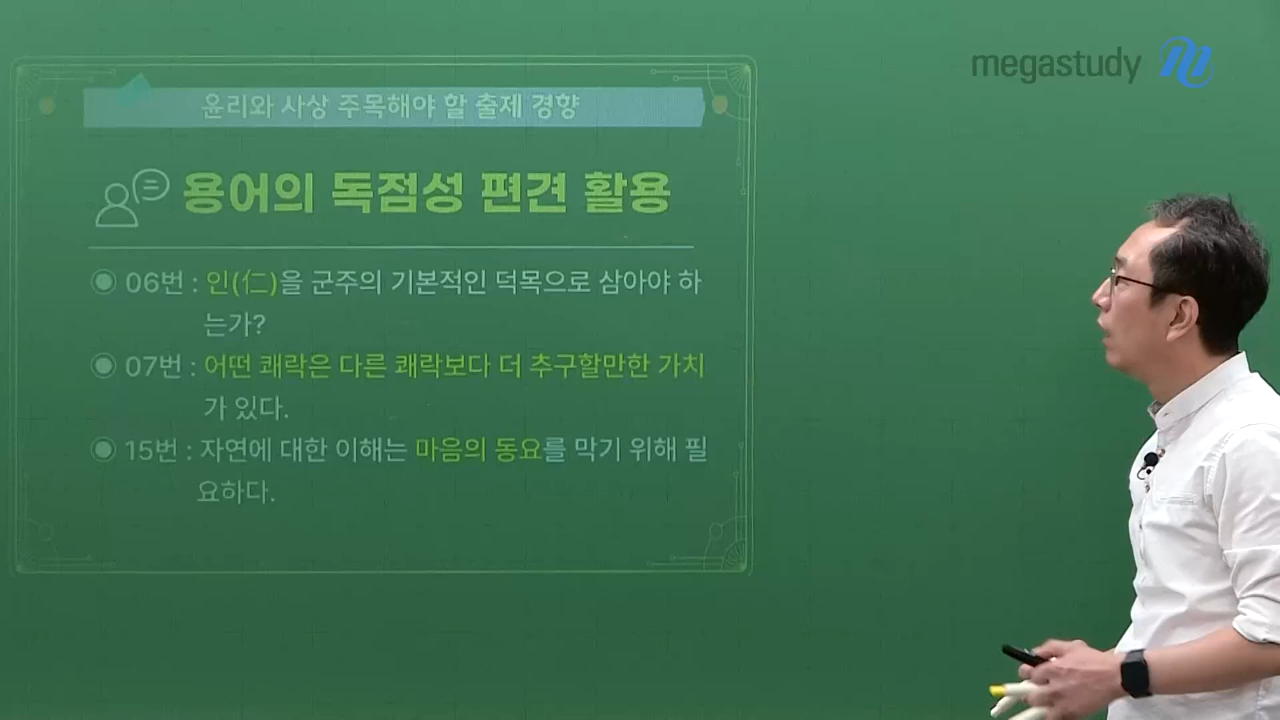 megastudy
윤리와 사상 주목해야 할 출제 경향
용어의 독점성 편견 활용
06번 : 인(仁)을 군주의 기본적인 덕목으로 삼아야 하
는가?
07번 : 어떤 쾌락은 다른 쾌락보다 더 추구할만한 가치
가 있다.
15번 : 자연에 대한 이해는 마음의 동요를 막기 위해 필
요하다.